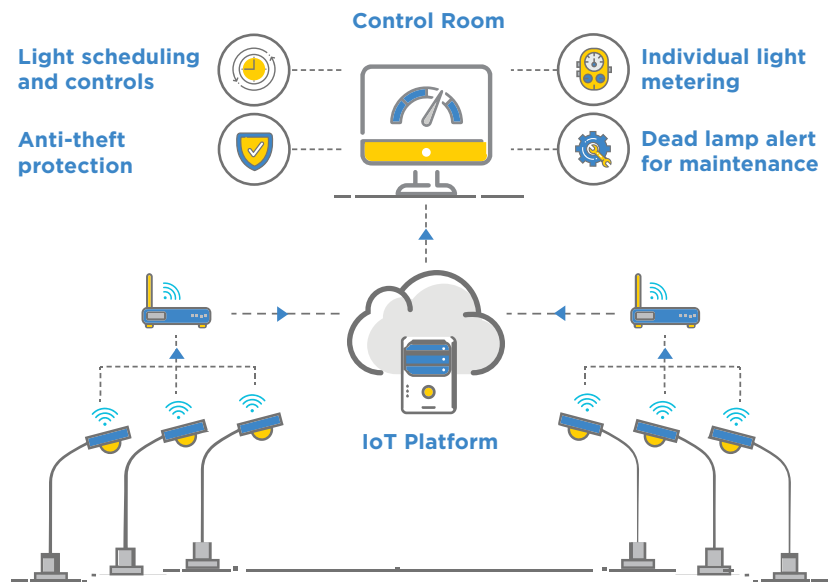 Control Room
Light scheduling
and controls
Individual light
metering
Anti-theft
protection
Dead lamp alert
for maintenance
IoT Platform